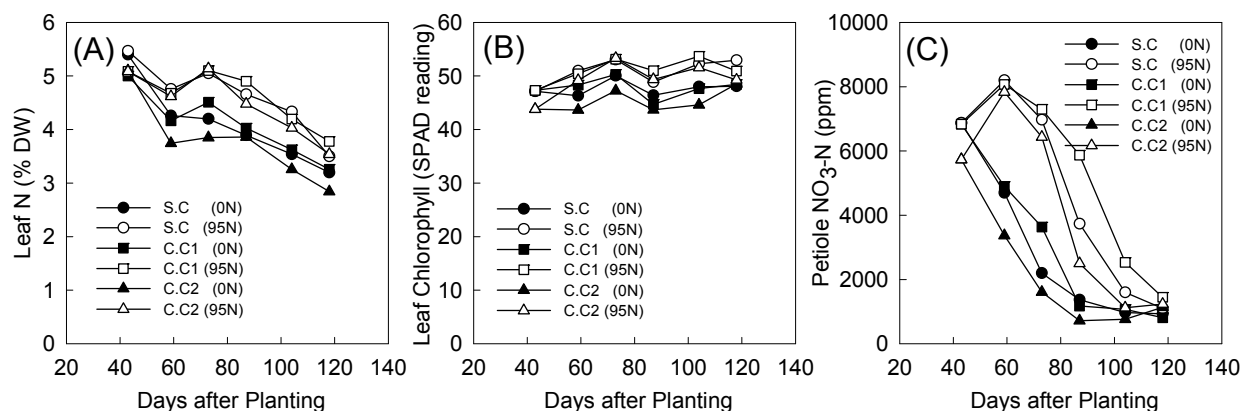 (A)
Leaf N (% DW)
6
5
4
3
2
1
0
S.C (0N)
S.C (95N)
C.C1 (0N)
C.C1 (95N)
C.C2 (0N)
C.C2 (95N)
20 40 60 80 100 120 140
Days after Planting
(B)
Leaf Chlorophyll (SPAD reading)
60
50
40
30
20
10
0
S.C (0N)
S.C (95N)
C.C1 (0N)
C.C1 (95N)
C.C2 (0N)
C.C2 (95N)
20 40 60 80 100 120 140
Days after Planting
(C)
Petiole NO3-N (ppm)
10000
8000
6000
4000
2000
0
S.C (0N)
S.C (95N)
C.C1 (0N)
C.C1 (95N)
C.C2 (0N)
C.C2 (95N)
20 40 60 80 100 120 140
Days after Planting